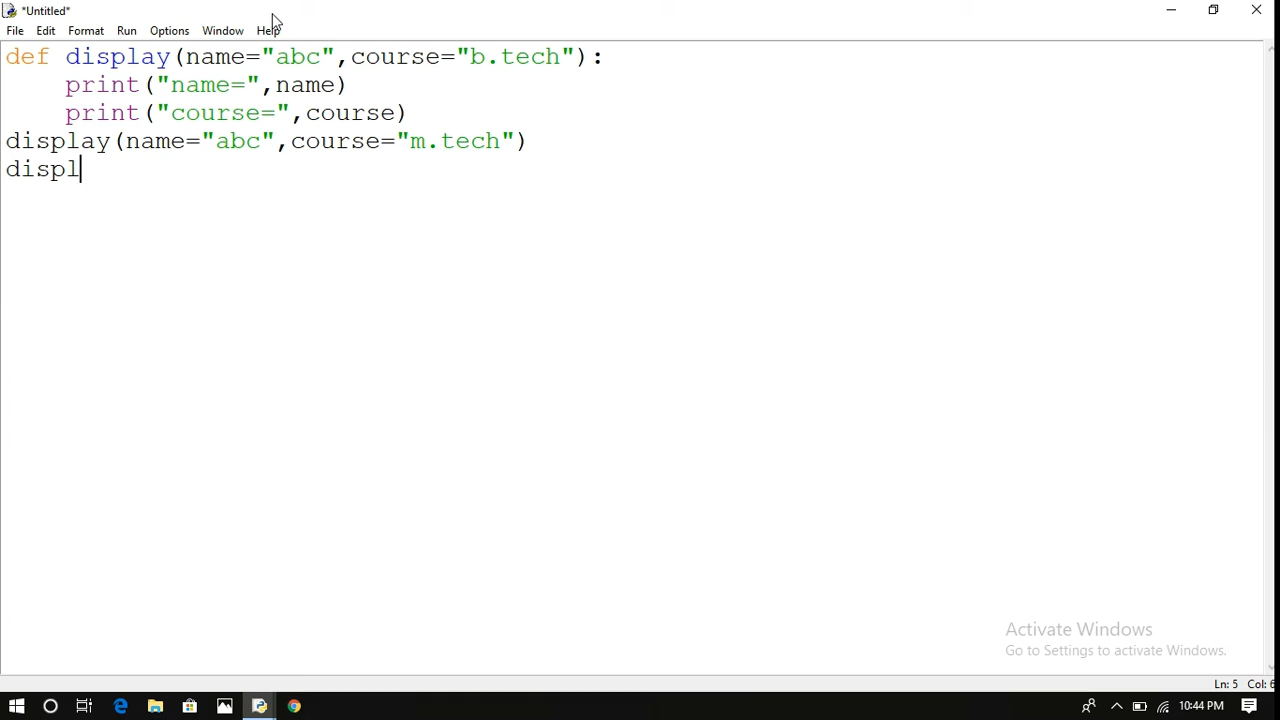 *Untitled*
File Edit Format Run Options Window Help
def display(name="abc",course="b.tech"):
    print("name=",name)
    print("course=",course)
display(name="abc",course="m.tech")
displ
Activate Windows
Go to Settings to activate Windows.
Ln: 5 Col: 6
10:44 PM